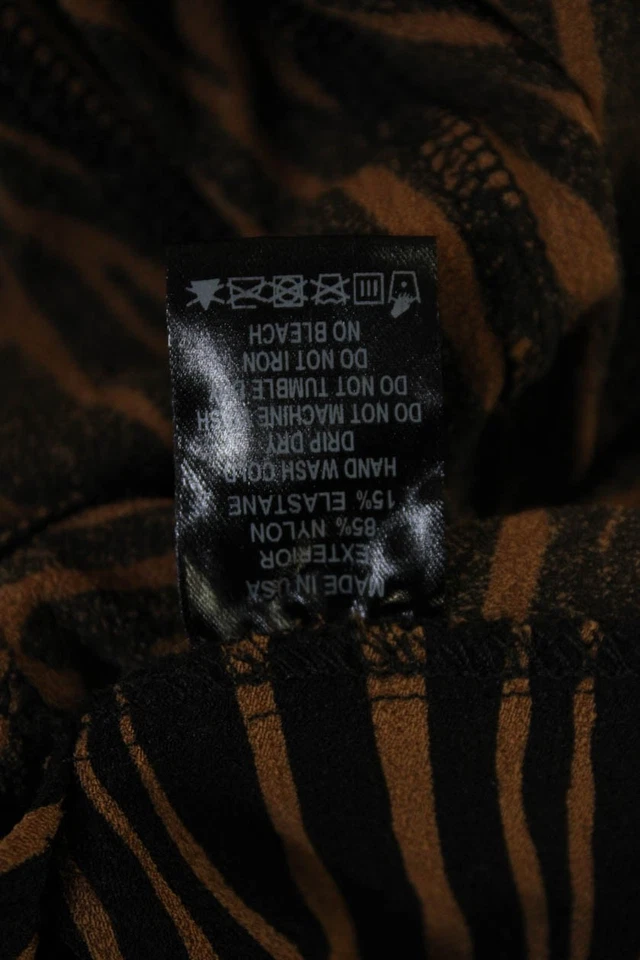 MADE IN USA
EXTERIOR
85% NYLON
15% ELASTANE
HAND WASH COLD
DRIP DRY
DO NOT MACHINE WASH
DO NOT TUMBLE
DO NOT IRON
NO BLEACH